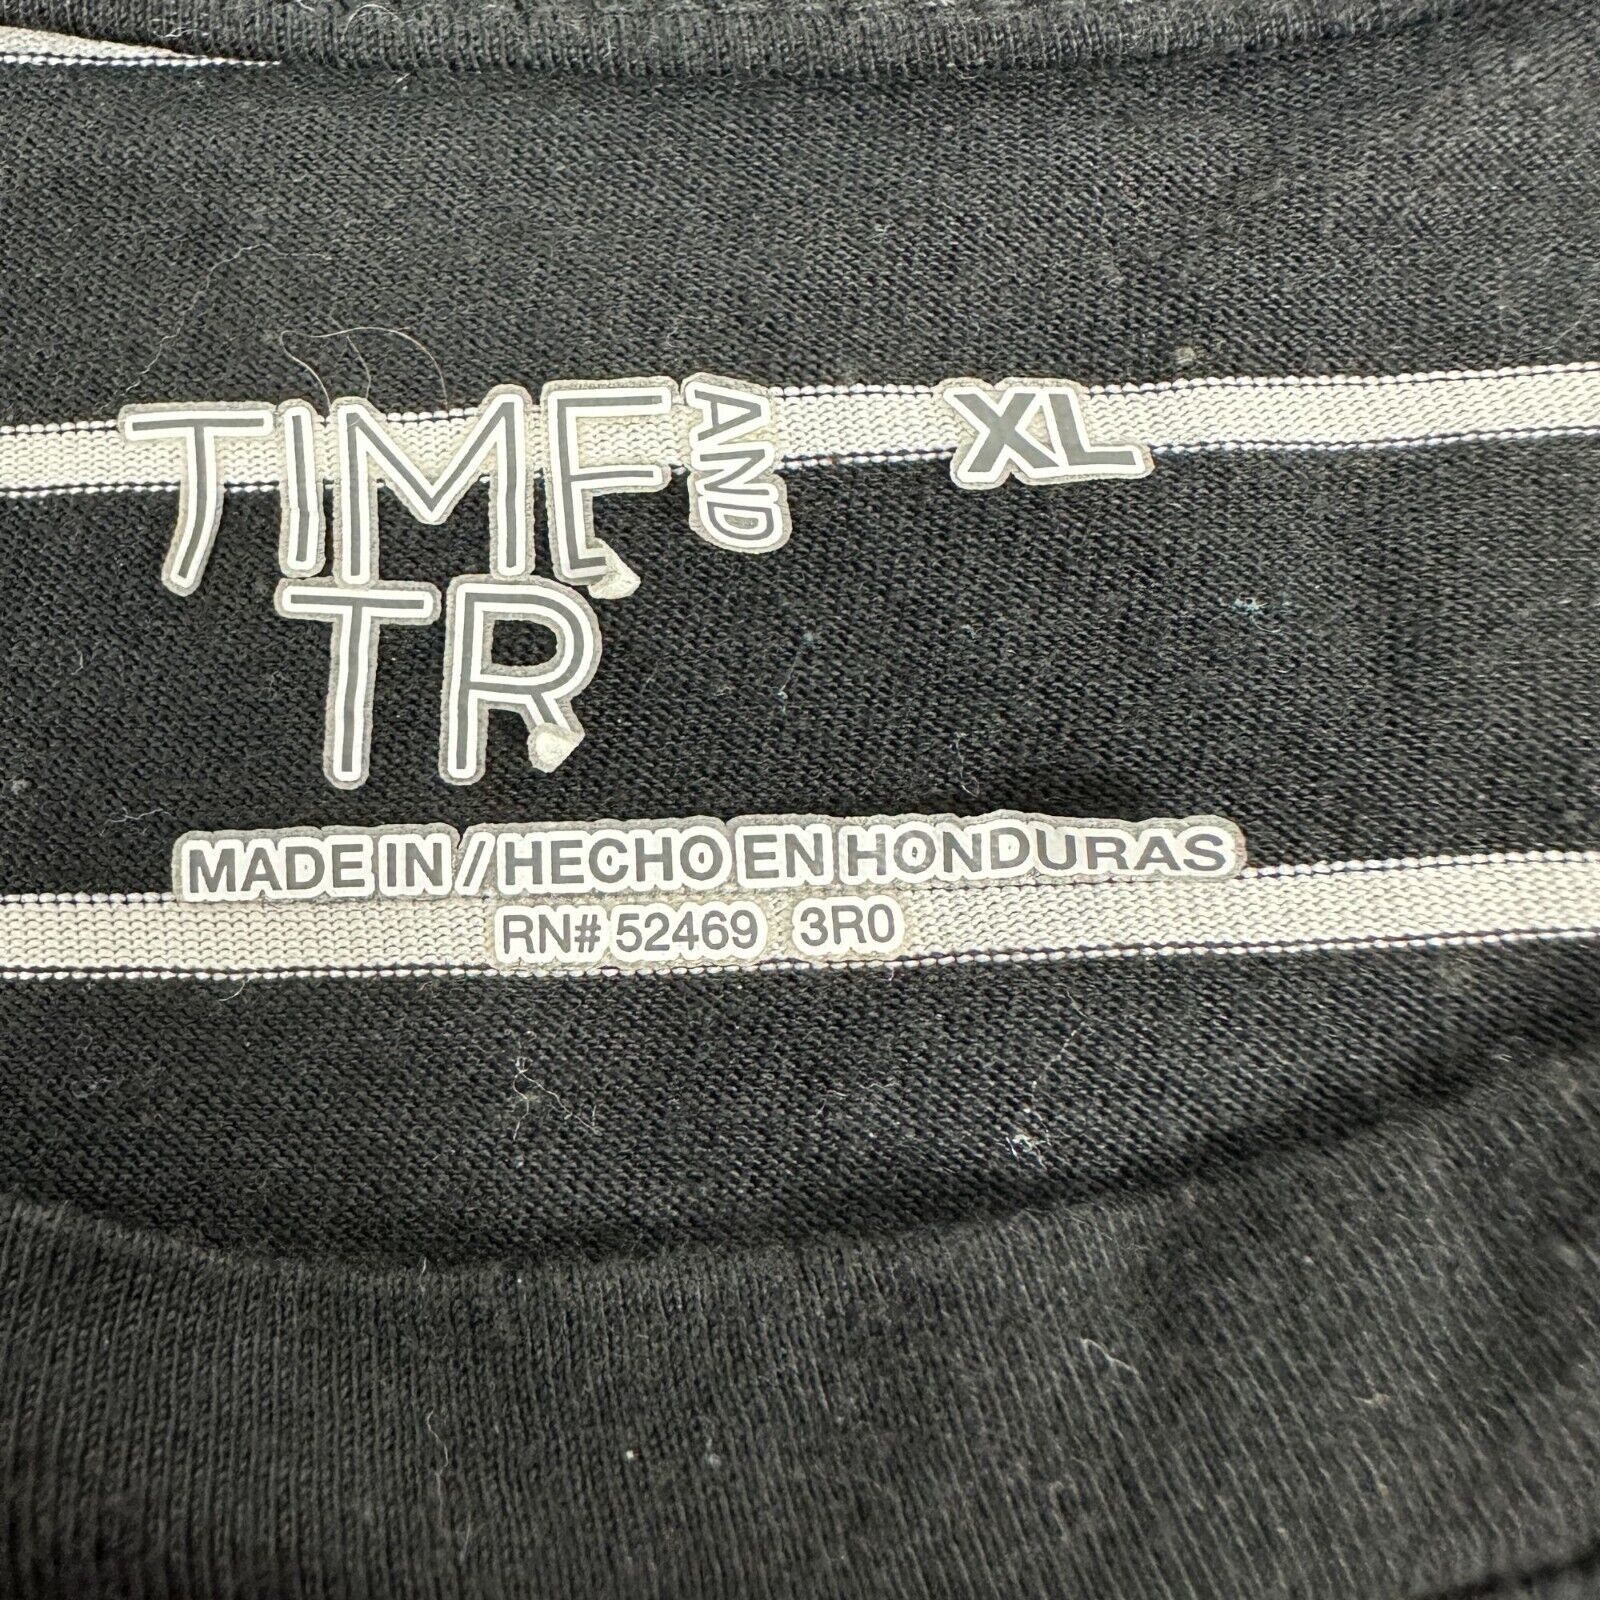 TIME AND XL
TR
MADE IN / HECHO EN HONDURAS
RN# 52469 3R0